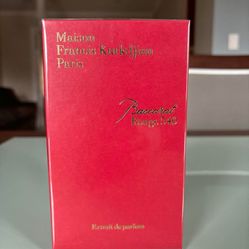 Maison
Francis Kurkdjian
Paris
Baccarat
Rouge 540
Extrait de parfum